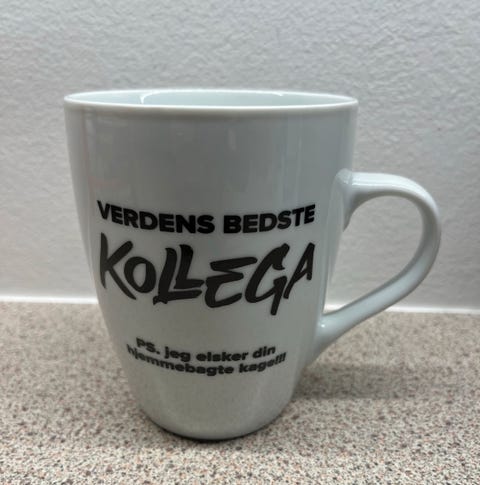 VERDENS BEDSTE
KOLLEGA
PS. jeg elsker din
hjemmebagte kage!!!